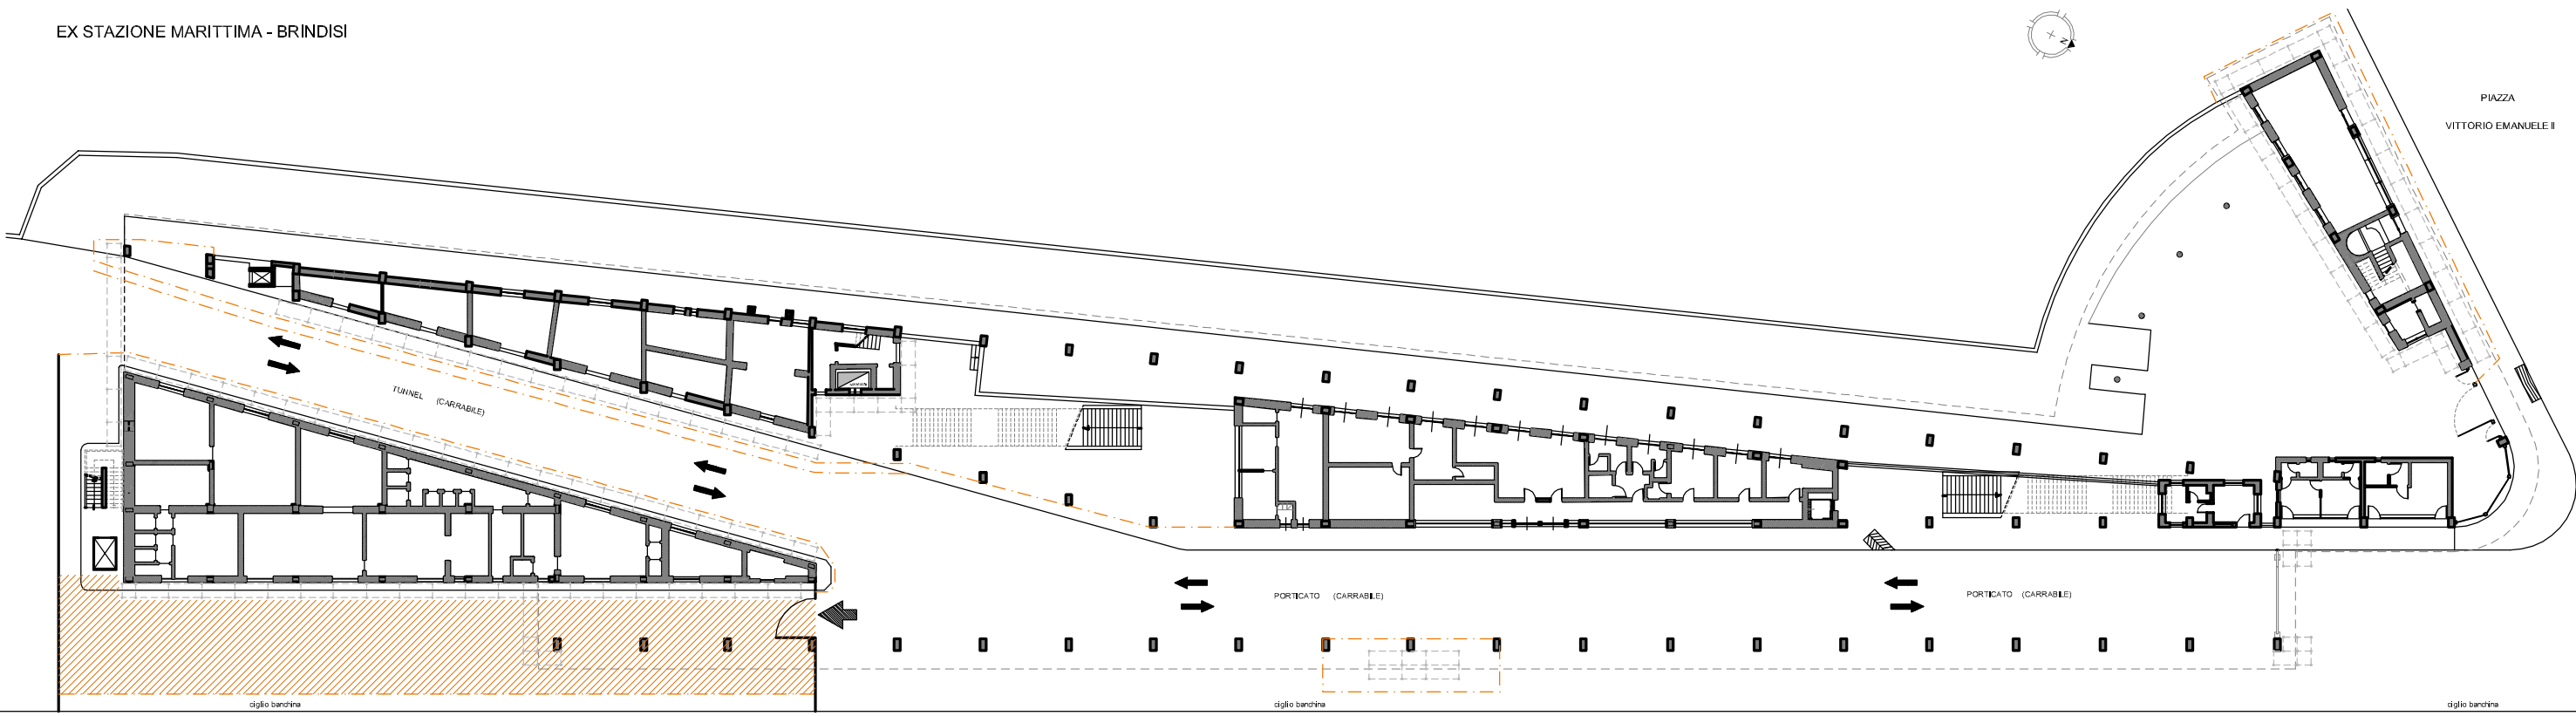 EX STAZIONE MARITTIMA - BRINDISI
N
PIAZZA
VITTORIO EMANUELE II
TUNNEL (CARRABILE)
PORTICATO (CARRABILE)
PORTICATO (CARRABILE)
ciglio banchina
ciglio banchina
ciglio banchina